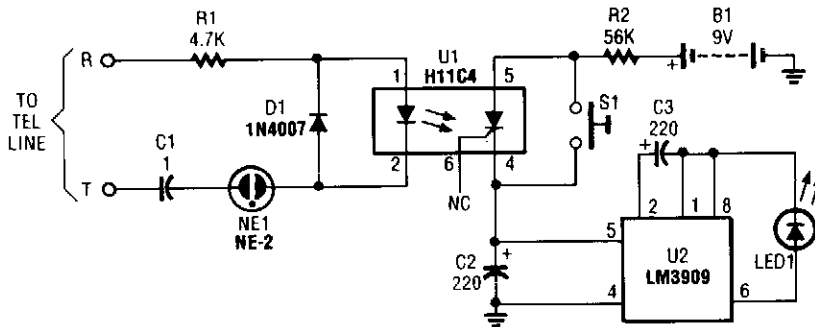 R1
4.7K
R
TO
TEL
LINE
C1
1
T
NE1
NE-2
D1
1N4007
U1
H11C4
1
5
2
6
4
NC
R2
56K
B1
9V
+
S1
C3
220
+
C2
220
+
2
1
8
5
U2
LM3909
4
6
LED1